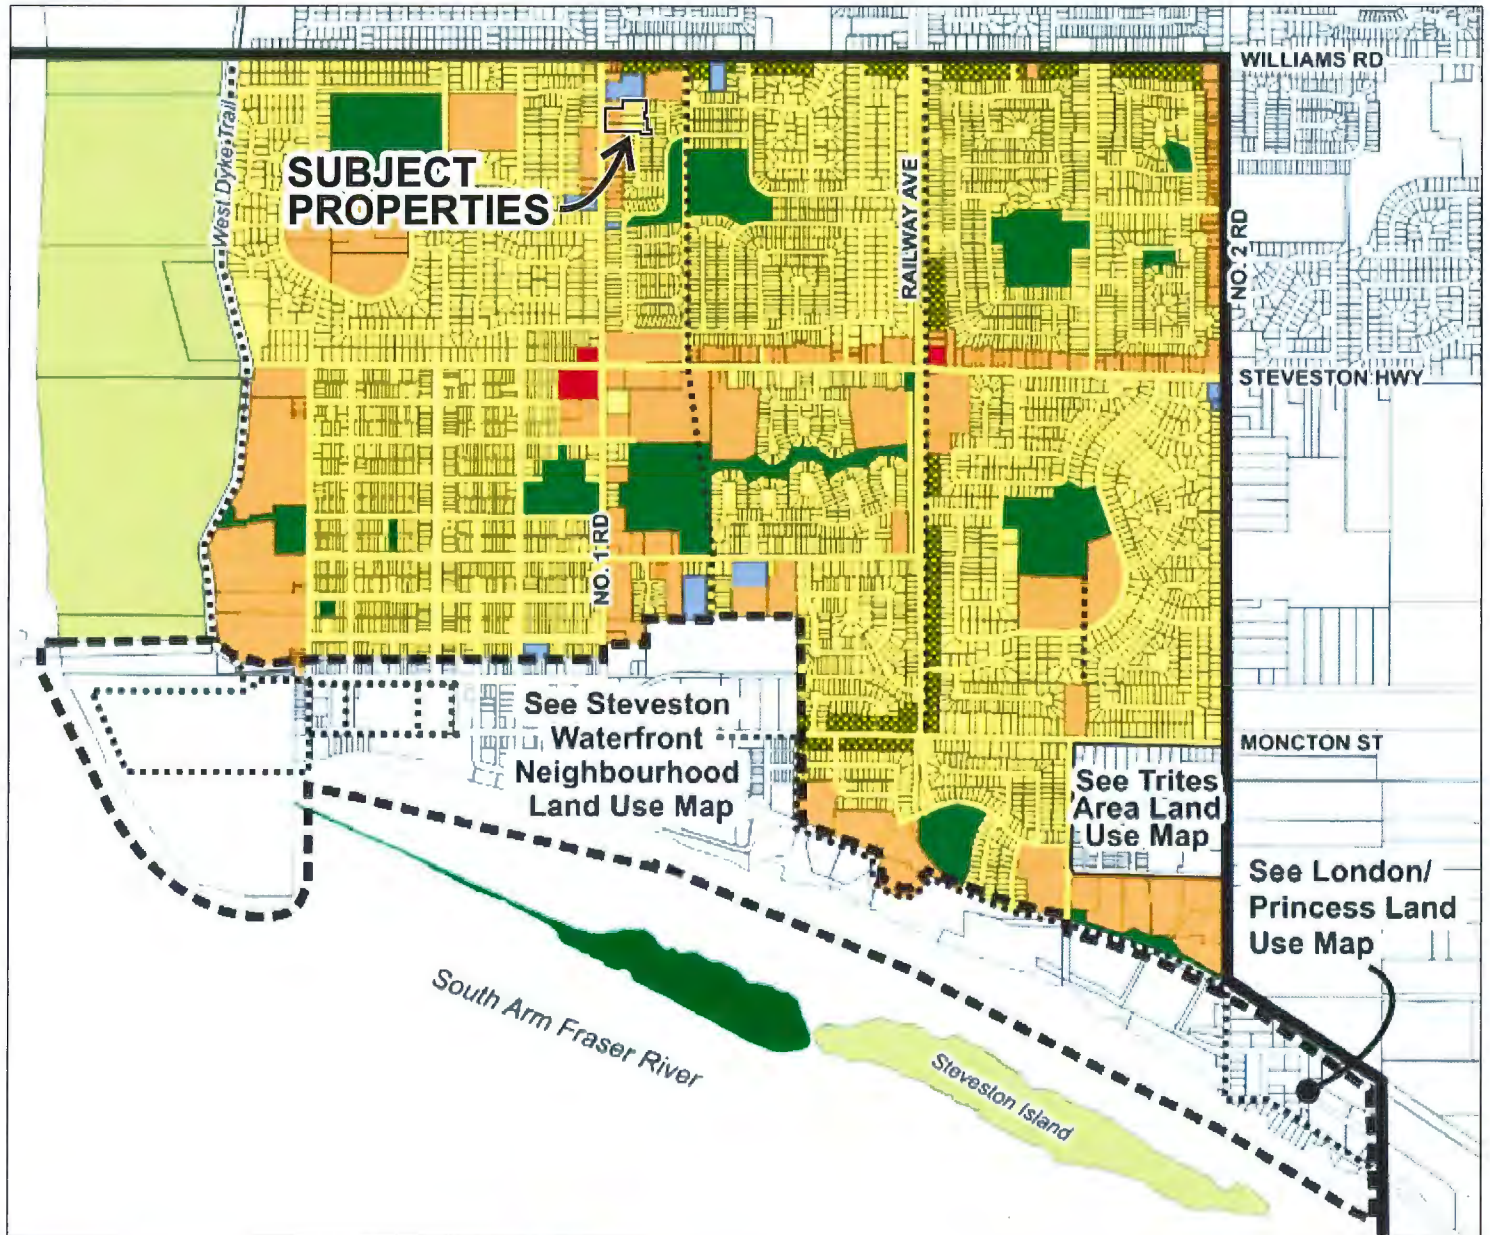 WILLIAMS RD
West Dyke Trail
SUBJECT
PROPERTIES
RAILWAY AVE
NO. 2 RD
STEVESTON HWY
NO. 1 RD
See Steveston
Waterfront
Neighbourhood
Land Use Map
MONCTON ST
See Trites
Area Land
Use Map
See London/
Princess Land
Use Map
South Arm Fraser River
Steveston Island